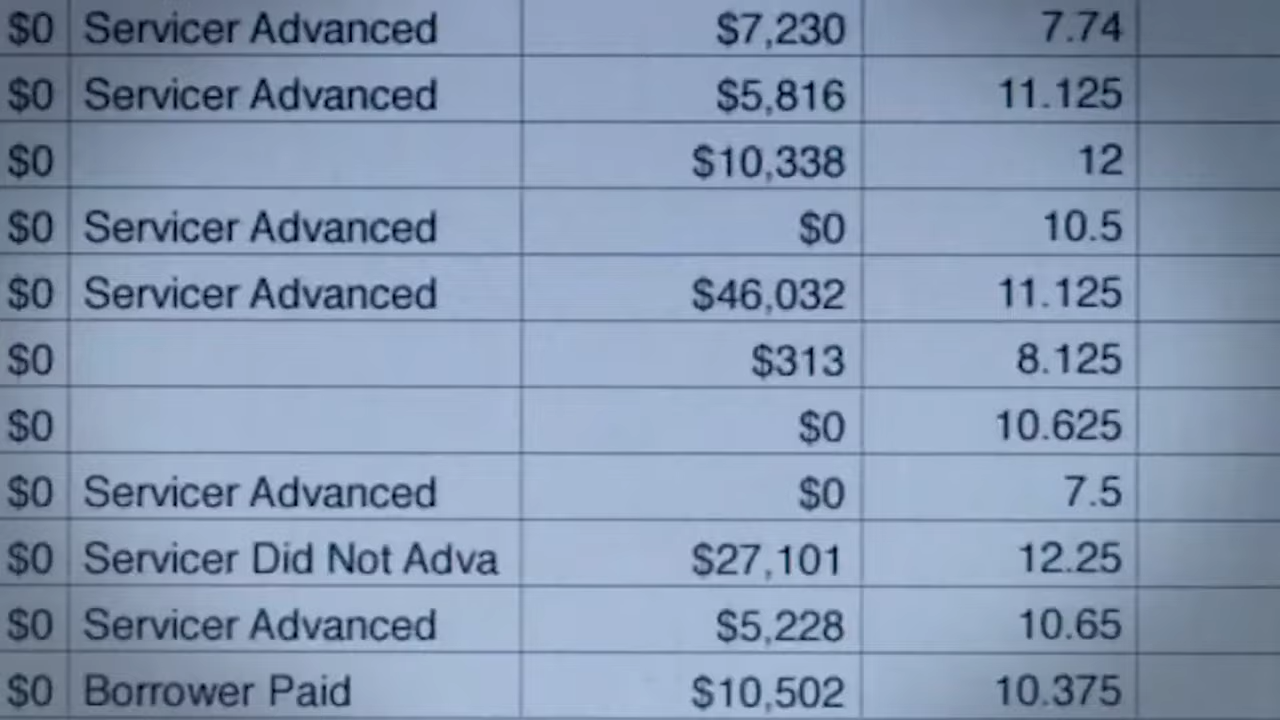 $0 Servicer Advanced $7,230 7.74
$0 Servicer Advanced $5,816 11.125
$0 $10,338 12
$0 Servicer Advanced $0 10.5
$0 Servicer Advanced $46,032 11.125
$0 $313 8.125
$0 $0 10.625
$0 Servicer Advanced $0 7.5
$0 Servicer Did Not Adva $27,101 12.25
$0 Servicer Advanced $5,228 10.65
$0 Borrower Paid $10,502 10.375